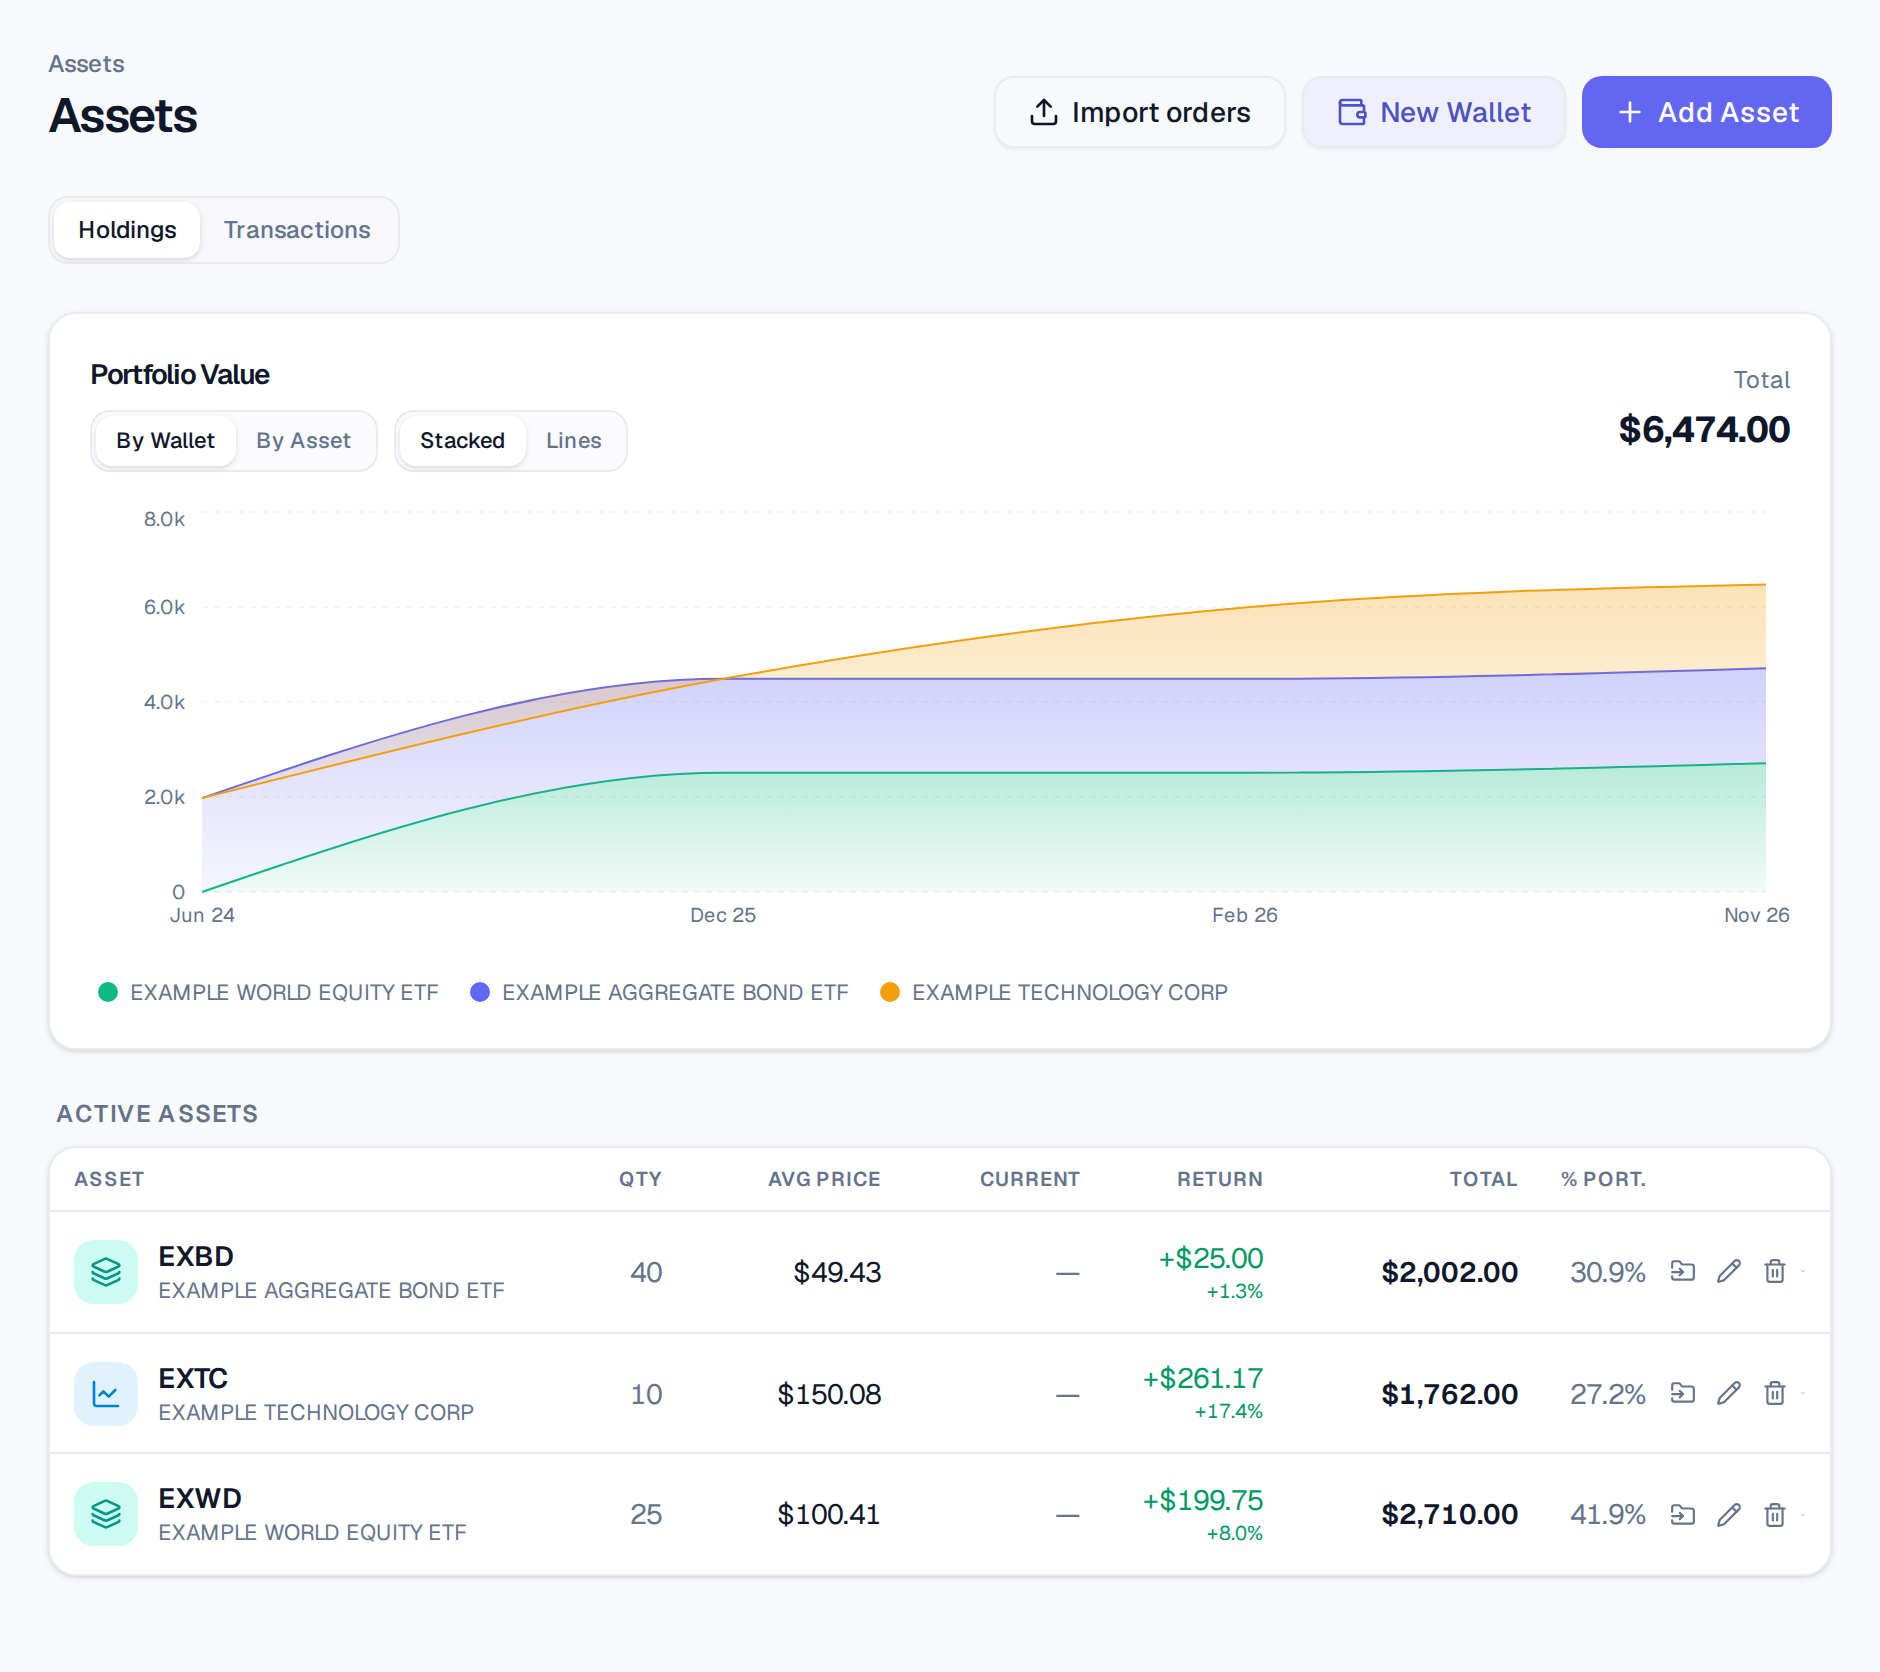 Assets
Assets
Import orders
New Wallet
Add Asset
Holdings
Transactions
Portfolio Value
Total
By Wallet
By Asset
Stacked
Lines
$6,474.00
8.0k
6.0k
4.0k
2.0k
0
Jun 24
Dec 25
Feb 26
Nov 26
EXAMPLE WORLD EQUITY ETF
EXAMPLE AGGREGATE BOND ETF
EXAMPLE TECHNOLOGY CORP
ACTIVE ASSETS
ASSET QTY AVG PRICE CURRENT RETURN TOTAL % PORT.
EXBD
EXAMPLE AGGREGATE BOND ETF
40 $49.43 — +$25.00 $2,002.00 30.9%
+1.3%
EXTC
EXAMPLE TECHNOLOGY CORP
10 $150.08 — +$261.17 $1,762.00 27.2%
+17.4%
EXWD
EXAMPLE WORLD EQUITY ETF
25 $100.41 — +$199.75 $2,710.00 41.9%
+8.0%